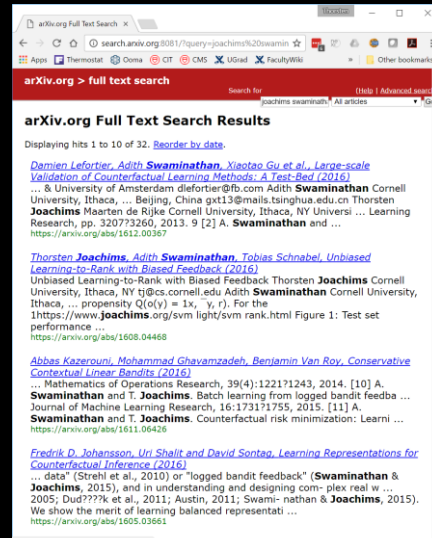 Thorsten
arXiv.org Full Text Search
search.arxiv.org:8081/?query=joachims%20swamin
Apps Thermostat Ooma CIT CMS UGrad FacultyWiki » Other bookmarks
arXiv.org > full text search
Search for (Help | Advanced search
joachims swaminath All articles Go
arXiv.org Full Text Search Results
Displaying hits 1 to 10 of 32. Reorder by date.
Damien Lefortier, Adith Swaminathan, Xiaotao Gu et al., Large-scale
Validation of Counterfactual Learning Methods: A Test-Bed (2016)
... & University of Amsterdam dlefortier@fb.com Adith Swaminathan Cornell
University, Ithaca, ... Beijing, China gxt13@mails.tsinghua.edu.cn Thorsten
Joachims Maarten de Rijke Cornell University, Ithaca, NY Universi ... Learning
Research, pp. 3207?3260, 2013. 9 [2] A. Swaminathan and ...
https://arxiv.org/abs/1612.00367
Thorsten Joachims, Adith Swaminathan, Tobias Schnabel, Unbiased
Learning-to-Rank with Biased Feedback (2016)
Unbiased Learning-to-Rank with Biased Feedback Thorsten Joachims Cornell
University, Ithaca, NY tj@cs.cornell.edu Adith Swaminathan Cornell University,
Ithaca, ... propensity Q(o(y) = 1x, ¯y, r). For the
1https://www.joachims.org/svm light/svm rank.html Figure 1: Test set
performance ...
https://arxiv.org/abs/1608.04468
Abbas Kazerouni, Mohammad Ghavamzadeh, Benjamin Van Roy, Conservative
Contextual Linear Bandits (2016)
... Mathematics of Operations Research, 39(4):1221?1243, 2014. [10] A.
Swaminathan and T. Joachims. Batch learning from logged bandit feedba ...
Journal of Machine Learning Research, 16:1731?1755, 2015. [11] A.
Swaminathan and T. Joachims. Counterfactual risk minimization: Learni ...
https://arxiv.org/abs/1611.06426
Fredrik D. Johansson, Uri Shalit and David Sontag, Learning Representations for
Counterfactual Inference (2016)
... data" (Strehl et al., 2010) or "logged bandit feedback" (Swaminathan &
Joachims, 2015), and in understanding and designing com- plex real w ...
2005; Dud????k et al., 2011; Austin, 2011; Swami- nathan & Joachims, 2015).
We show the merit of learning balanced representati ...
https://arxiv.org/abs/1605.03661